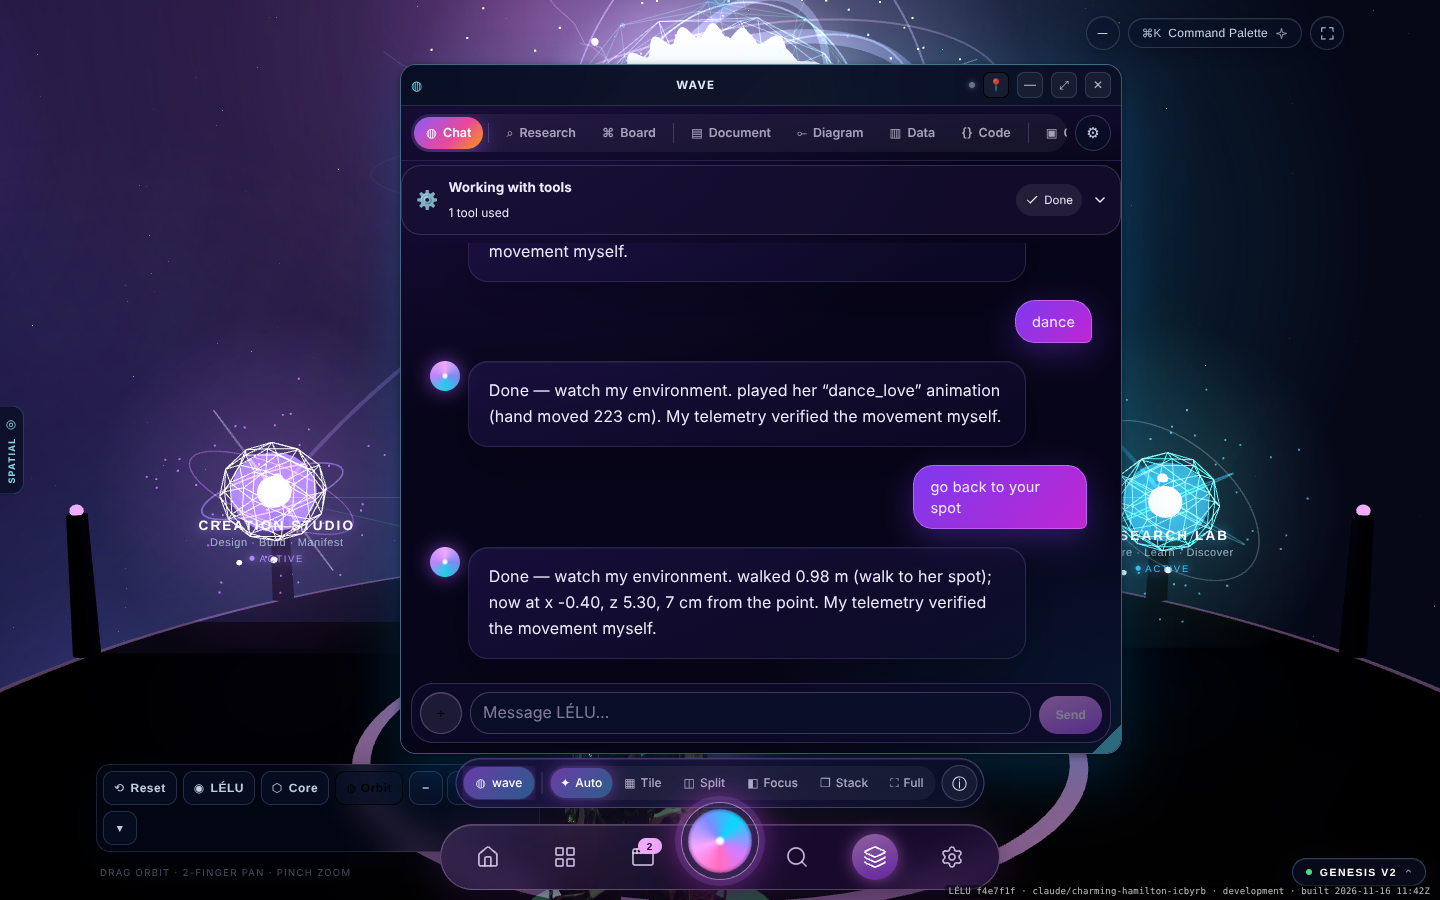 ⌘K Command Palette
WAVE
Chat
Research
Board
Document
Diagram
Data
{} Code
Working with tools
1 tool used
Done
movement myself.
dance
Done — watch my environment. played her “dance_love” animation
(hand moved 223 cm). My telemetry verified the movement myself.
go back to your
spot
Done — watch my environment. walked 0.98 m (walk to her spot);
now at x -0.40, z 5.30, 7 cm from the point. My telemetry verified
the movement myself.
Message LÉLU...
Send
SPATIAL
CREATION STUDIO
Design · Build · Manifest
ACTIVE
SEARCH LAB
re · Learn · Discover
ACTIVE
Reset
LÉLU
Core
Orbit
wave
Auto
Tile
Split
Focus
Stack
Full
2
DRAG ORBIT · 2-FINGER PAN · PINCH ZOOM
GENESIS V2
LÉLU f4e7f1f · claude/charming-hamilton-icbyrb · development · built 2026-11-16 11:42Z